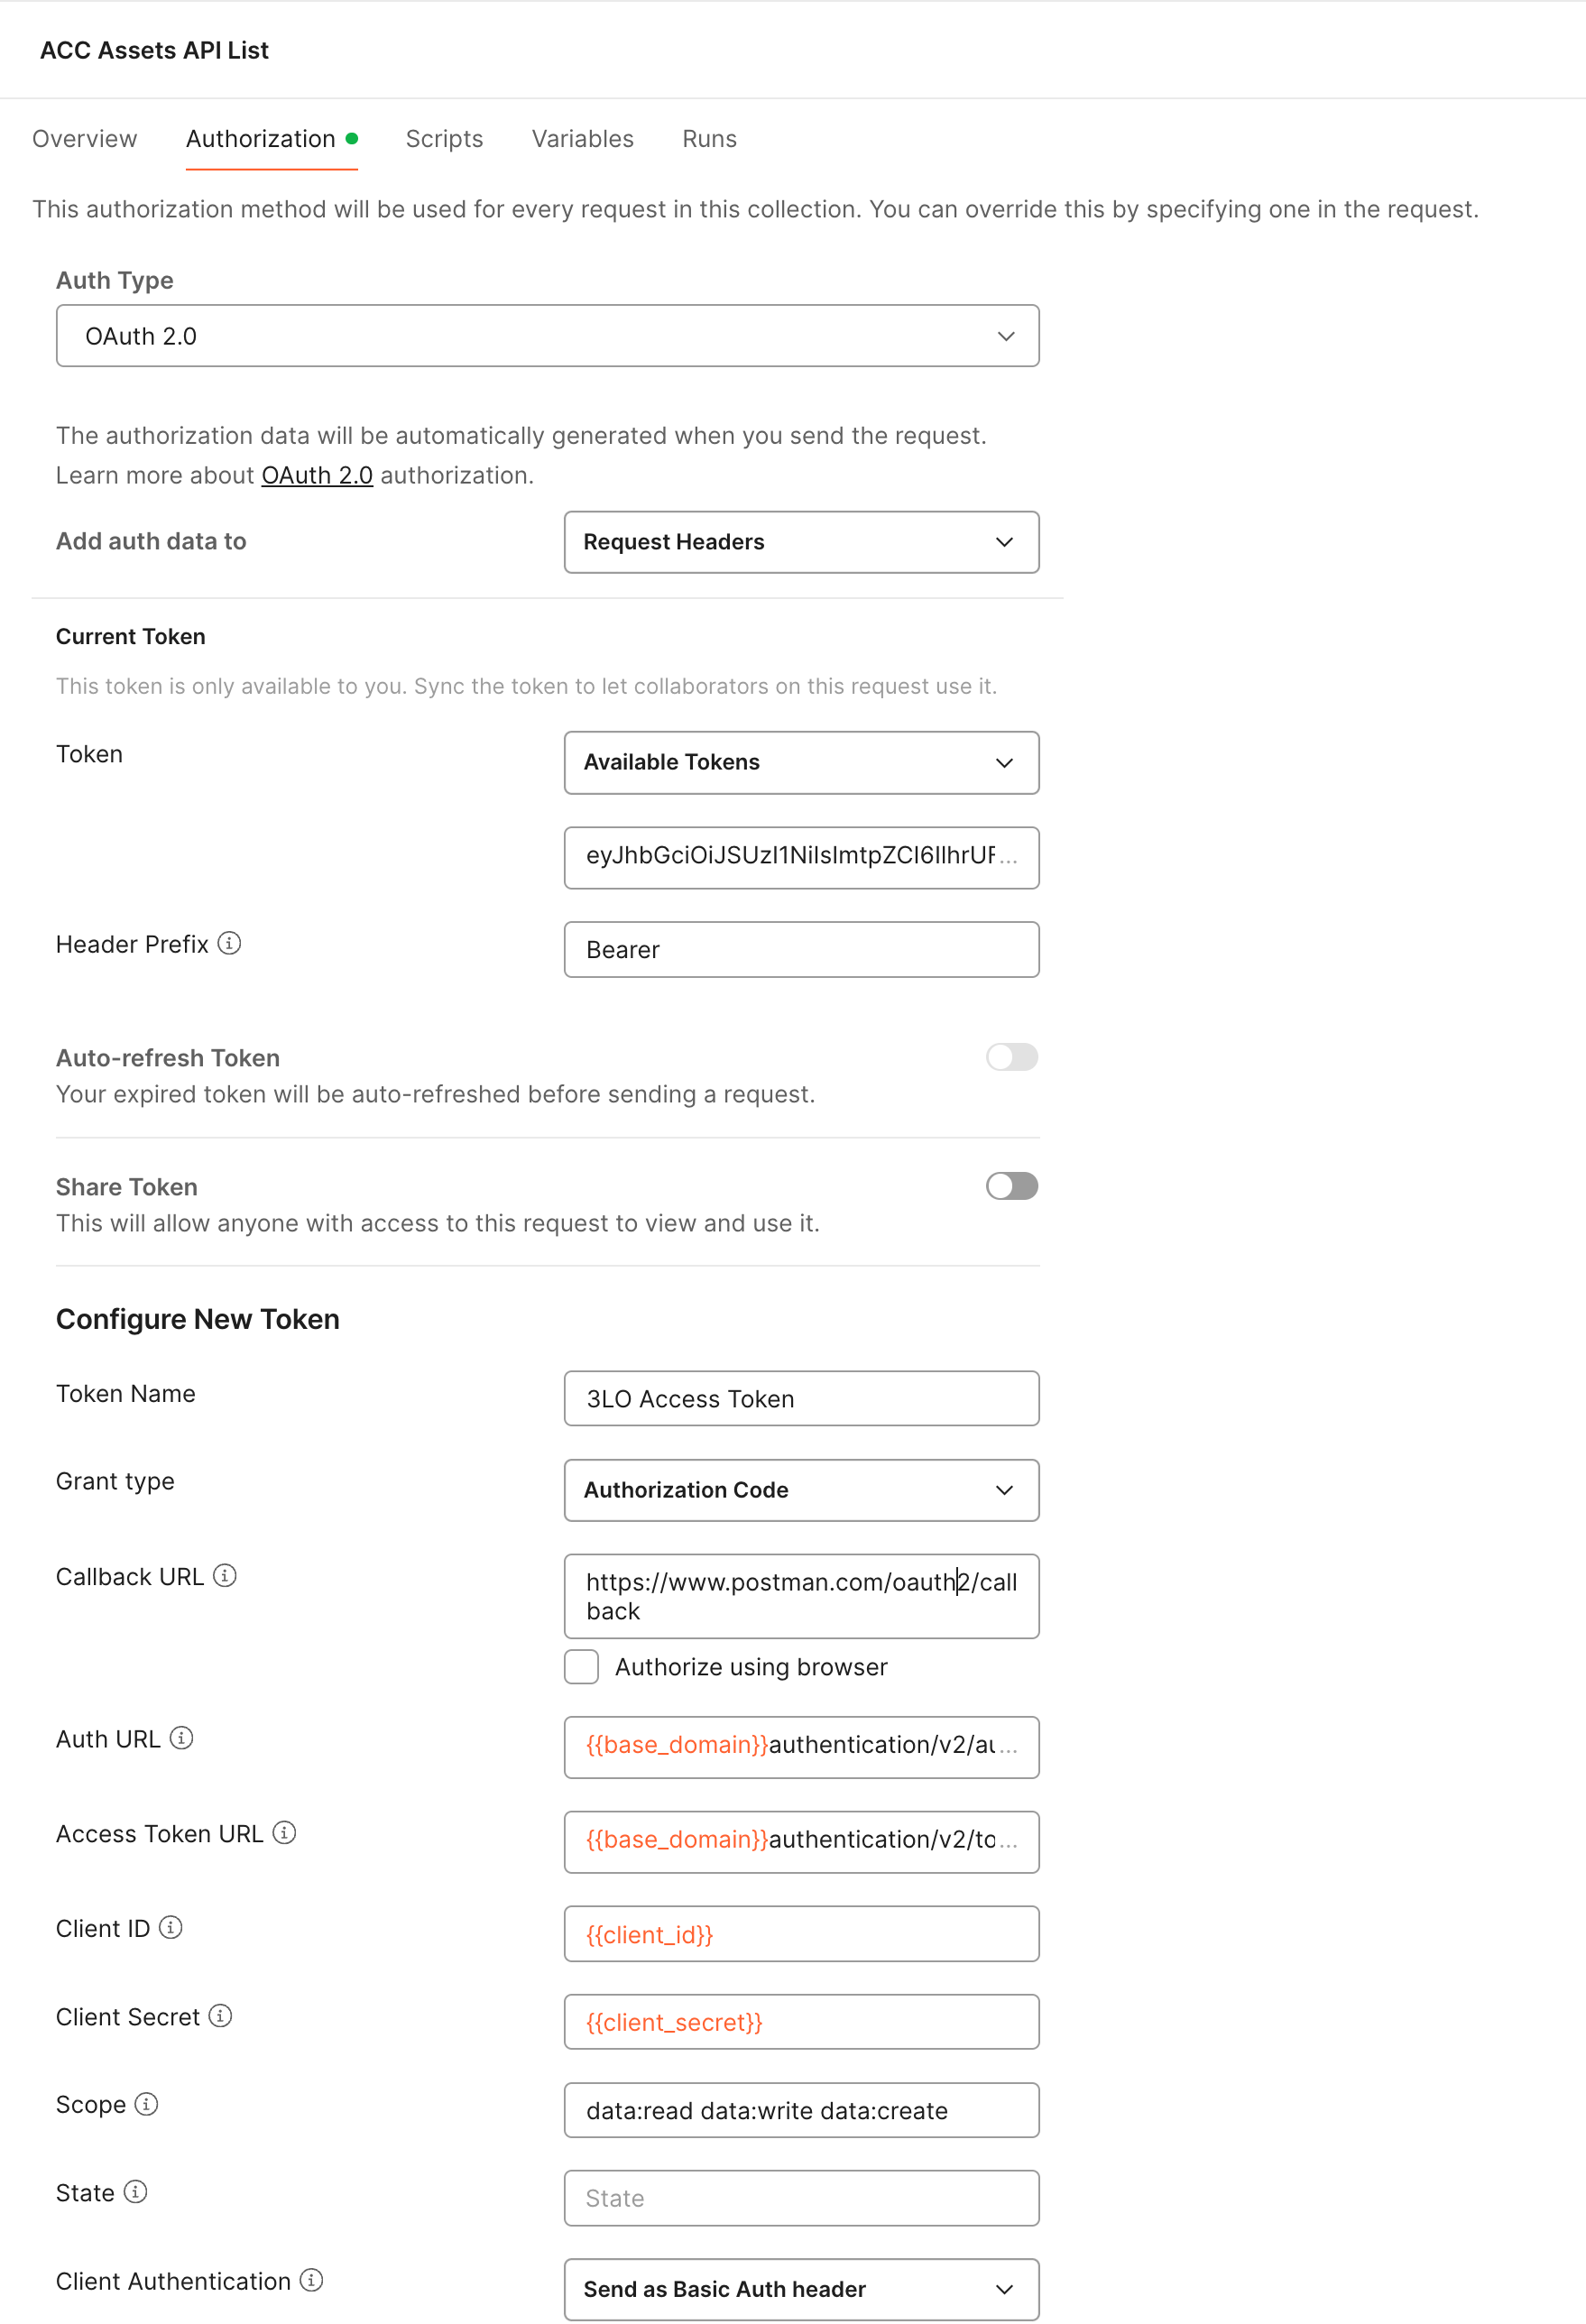 ACC Assets API List
Overview Authorization Scripts Variables Runs
This authorization method will be used for every request in this collection. You can override this by specifying one in the request.
Auth Type
OAuth 2.0
The authorization data will be automatically generated when you send the request.
Learn more about OAuth 2.0 authorization.
Add auth data to Request Headers
Current Token
This token is only available to you. Sync the token to let collaborators on this request use it.
Token Available Tokens
eyJhbGciOiJSUzI1NiIsImtpZCI6IlhrUF...
Header Prefix Bearer
Auto-refresh Token
Your expired token will be auto-refreshed before sending a request.
Share Token
This will allow anyone with access to this request to view and use it.
Configure New Token
Token Name 3LO Access Token
Grant type Authorization Code
Callback URL https://www.postman.com/oauth2/call
back
Authorize using browser
Auth URL {{base_domain}}authentication/v2/au...
Access Token URL {{base_domain}}authentication/v2/to...
Client ID {{client_id}}
Client Secret {{client_secret}}
Scope data:read data:write data:create
State State
Client Authentication Send as Basic Auth header